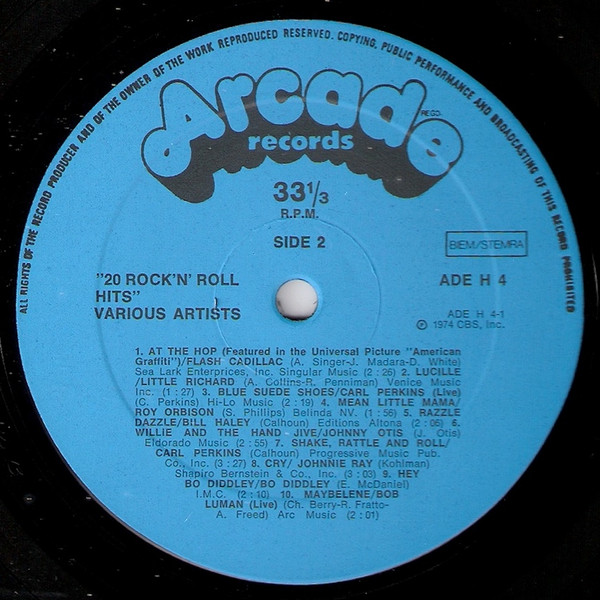 ALL RIGHTS OF THE RECORD PRODUCER AND OF THE OWNER OF THE WORK REPRODUCED RESERVED. COPYING, PUBLIC PERFORMANCE AND BROADCASTING OF THIS RECORD PROHIBITED
Arcade
REG.
records
33 1/3
R.P.M.
SIDE 2
BIEM/STEMRA
"20 ROCK'N' ROLL
HITS"
VARIOUS ARTISTS
ADE H 4
ADE H 4-1
℗ 1974 CBS, Inc.
1. AT THE HOP (Featured in the Universal Picture "American
Graffiti")/FLASH CADILLAC (A. Singer-J. Madara-D. White)
Sea Lark Enterprices, Inc. Singular Music (2:26) 2. LUCILLE
/LITTLE RICHARD (A. Collins-R. Penniman) Venice Music
Inc. (1:27) 3. BLUE SUEDE SHOES/CARL PERKINS (Live)
(C. Perkins) Hi-Lo Music (2:19) 4. MEAN LITTLE MAMA/
ROY ORBISON (S. Phillips) Belinda NV. (1:56) 5. RAZZLE
DAZZLE/BILL HALEY (Calhoun) Editions Altona (2:06) 6.
WILLIE AND THE HAND JIVE/JOHNNY OTIS (J. Otis)
Eldorado Music (2:55) 7. SHAKE, RATTLE AND ROLL/
CARL PERKINS (Calhoun) Progressive Music Pub.
Co., Inc. (3:27) 8. CRY/ JOHNNIE RAY (Kohlman)
Shapiro Bernstein & Co., Inc. (3:03) 9. HEY
BO DIDDLEY/BO DIDDLEY (E. McDaniel)
I.M.C. (2:10) 10. MAYBELENE/BOB
LUMAN (Live) (Ch. Berry-R. Fratto-
A. Freed) Arc Music (2:01)